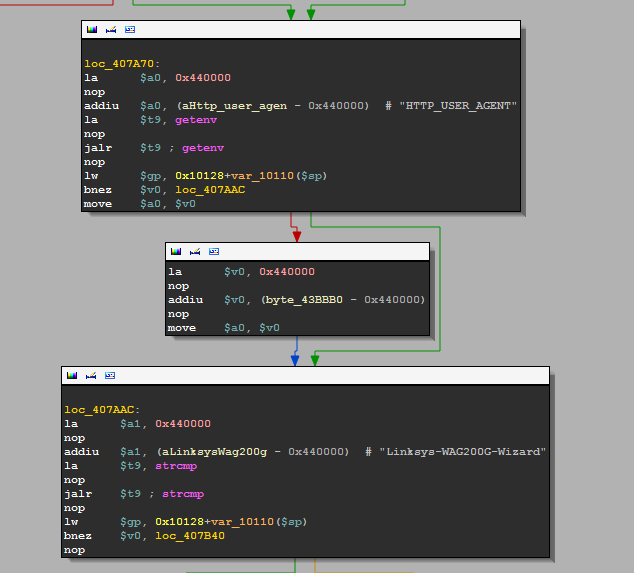 loc_407A70:
la $a0, 0x440000
nop
addiu $a0, (aHttp_user_agen - 0x440000) # "HTTP_USER_AGENT"
la $t9, getenv
nop
jalr $t9 ; getenv
nop
lw $gp, 0x10128+var_10110($sp)
bnez $v0, loc_407AAC
move $a0, $v0
la $v0, 0x440000
nop
addiu $v0, (byte_43BBB0 - 0x440000)
nop
move $a0, $v0
loc_407AAC:
la $a1, 0x440000
nop
addiu $a1, (aLinksysWag200g - 0x440000) # "Linksys-WAG200G-Wizard"
la $t9, strcmp
nop
jalr $t9 ; strcmp
nop
lw $gp, 0x10128+var_10110($sp)
bnez $v0, loc_407B40
nop